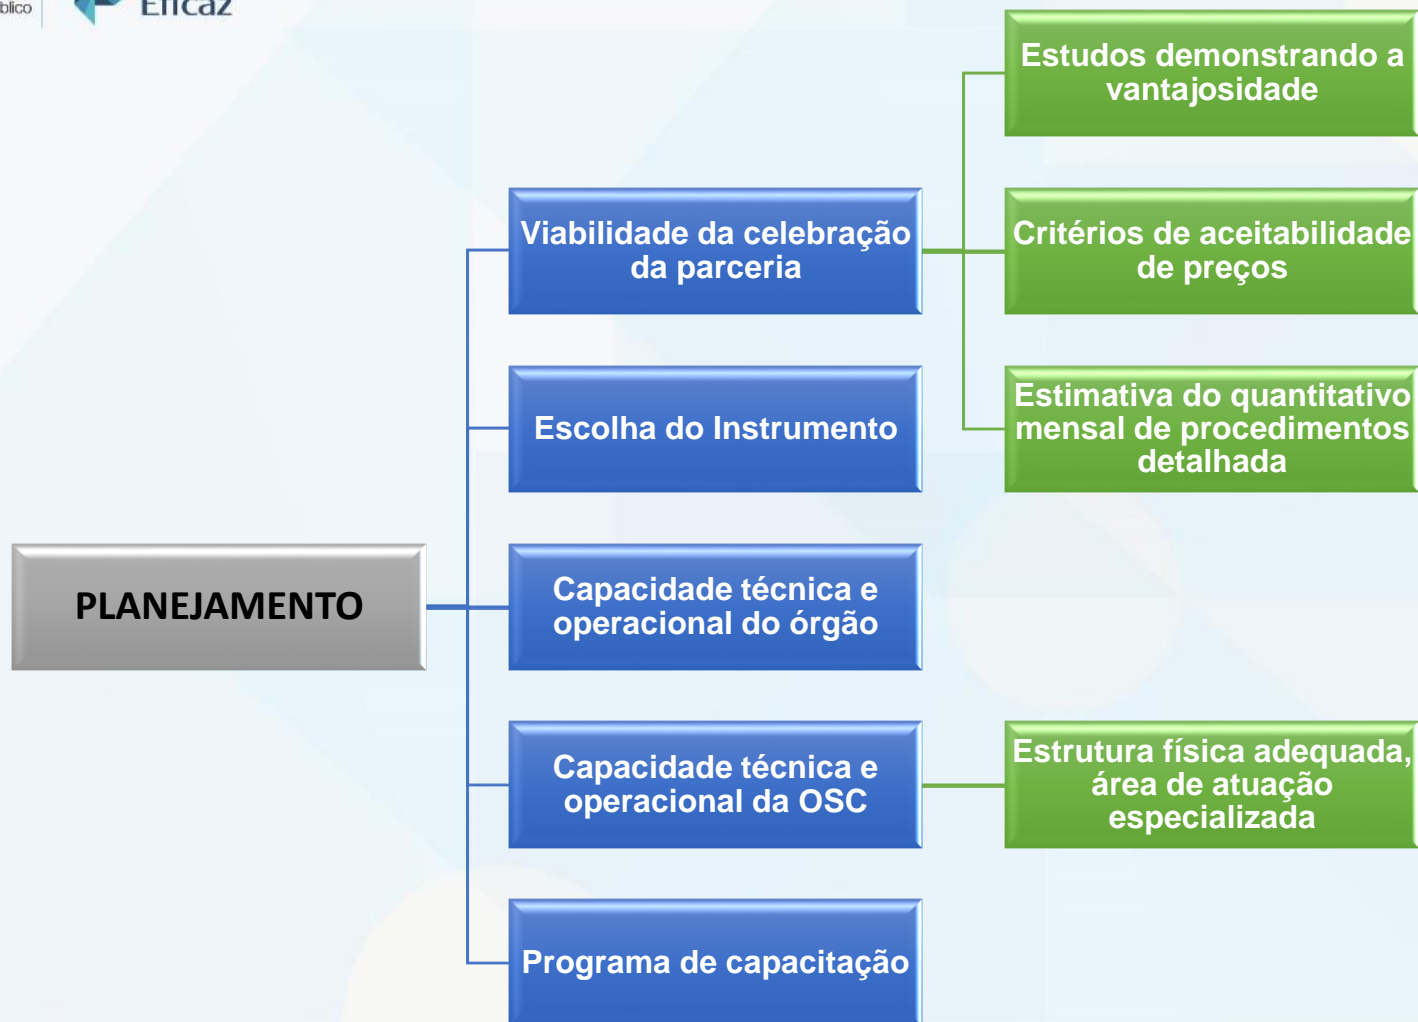 Eficaz
Estudos demonstrando a
vantajosidade
Viabilidade da celebração
da parceria
Critérios de aceitabilidade
de preços
Escolha do Instrumento
Estimativa do quantitativo
mensal de procedimentos
detalhada
PLANEJAMENTO
Capacidade técnica e
operacional do órgão
Capacidade técnica e
operacional da OSC
Estrutura física adequada,
área de atuação
especializada
Programa de capacitação